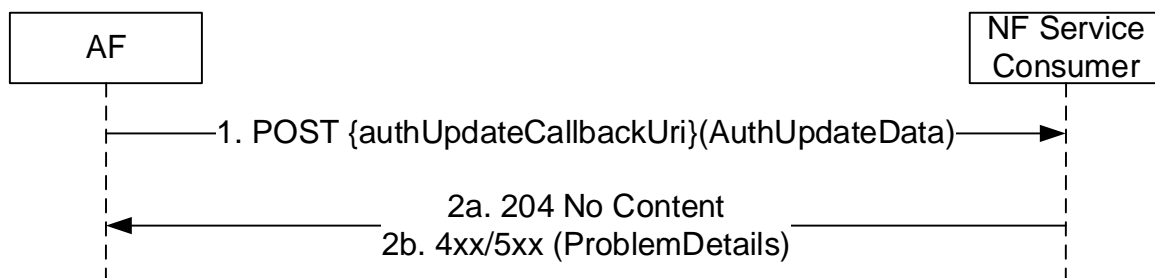 AF
NF Service
Consumer
1. POST {authUpdateCallbackUri}(AuthUpdateData)
2a. 204 No Content
2b. 4xx/5xx (ProblemDetails)